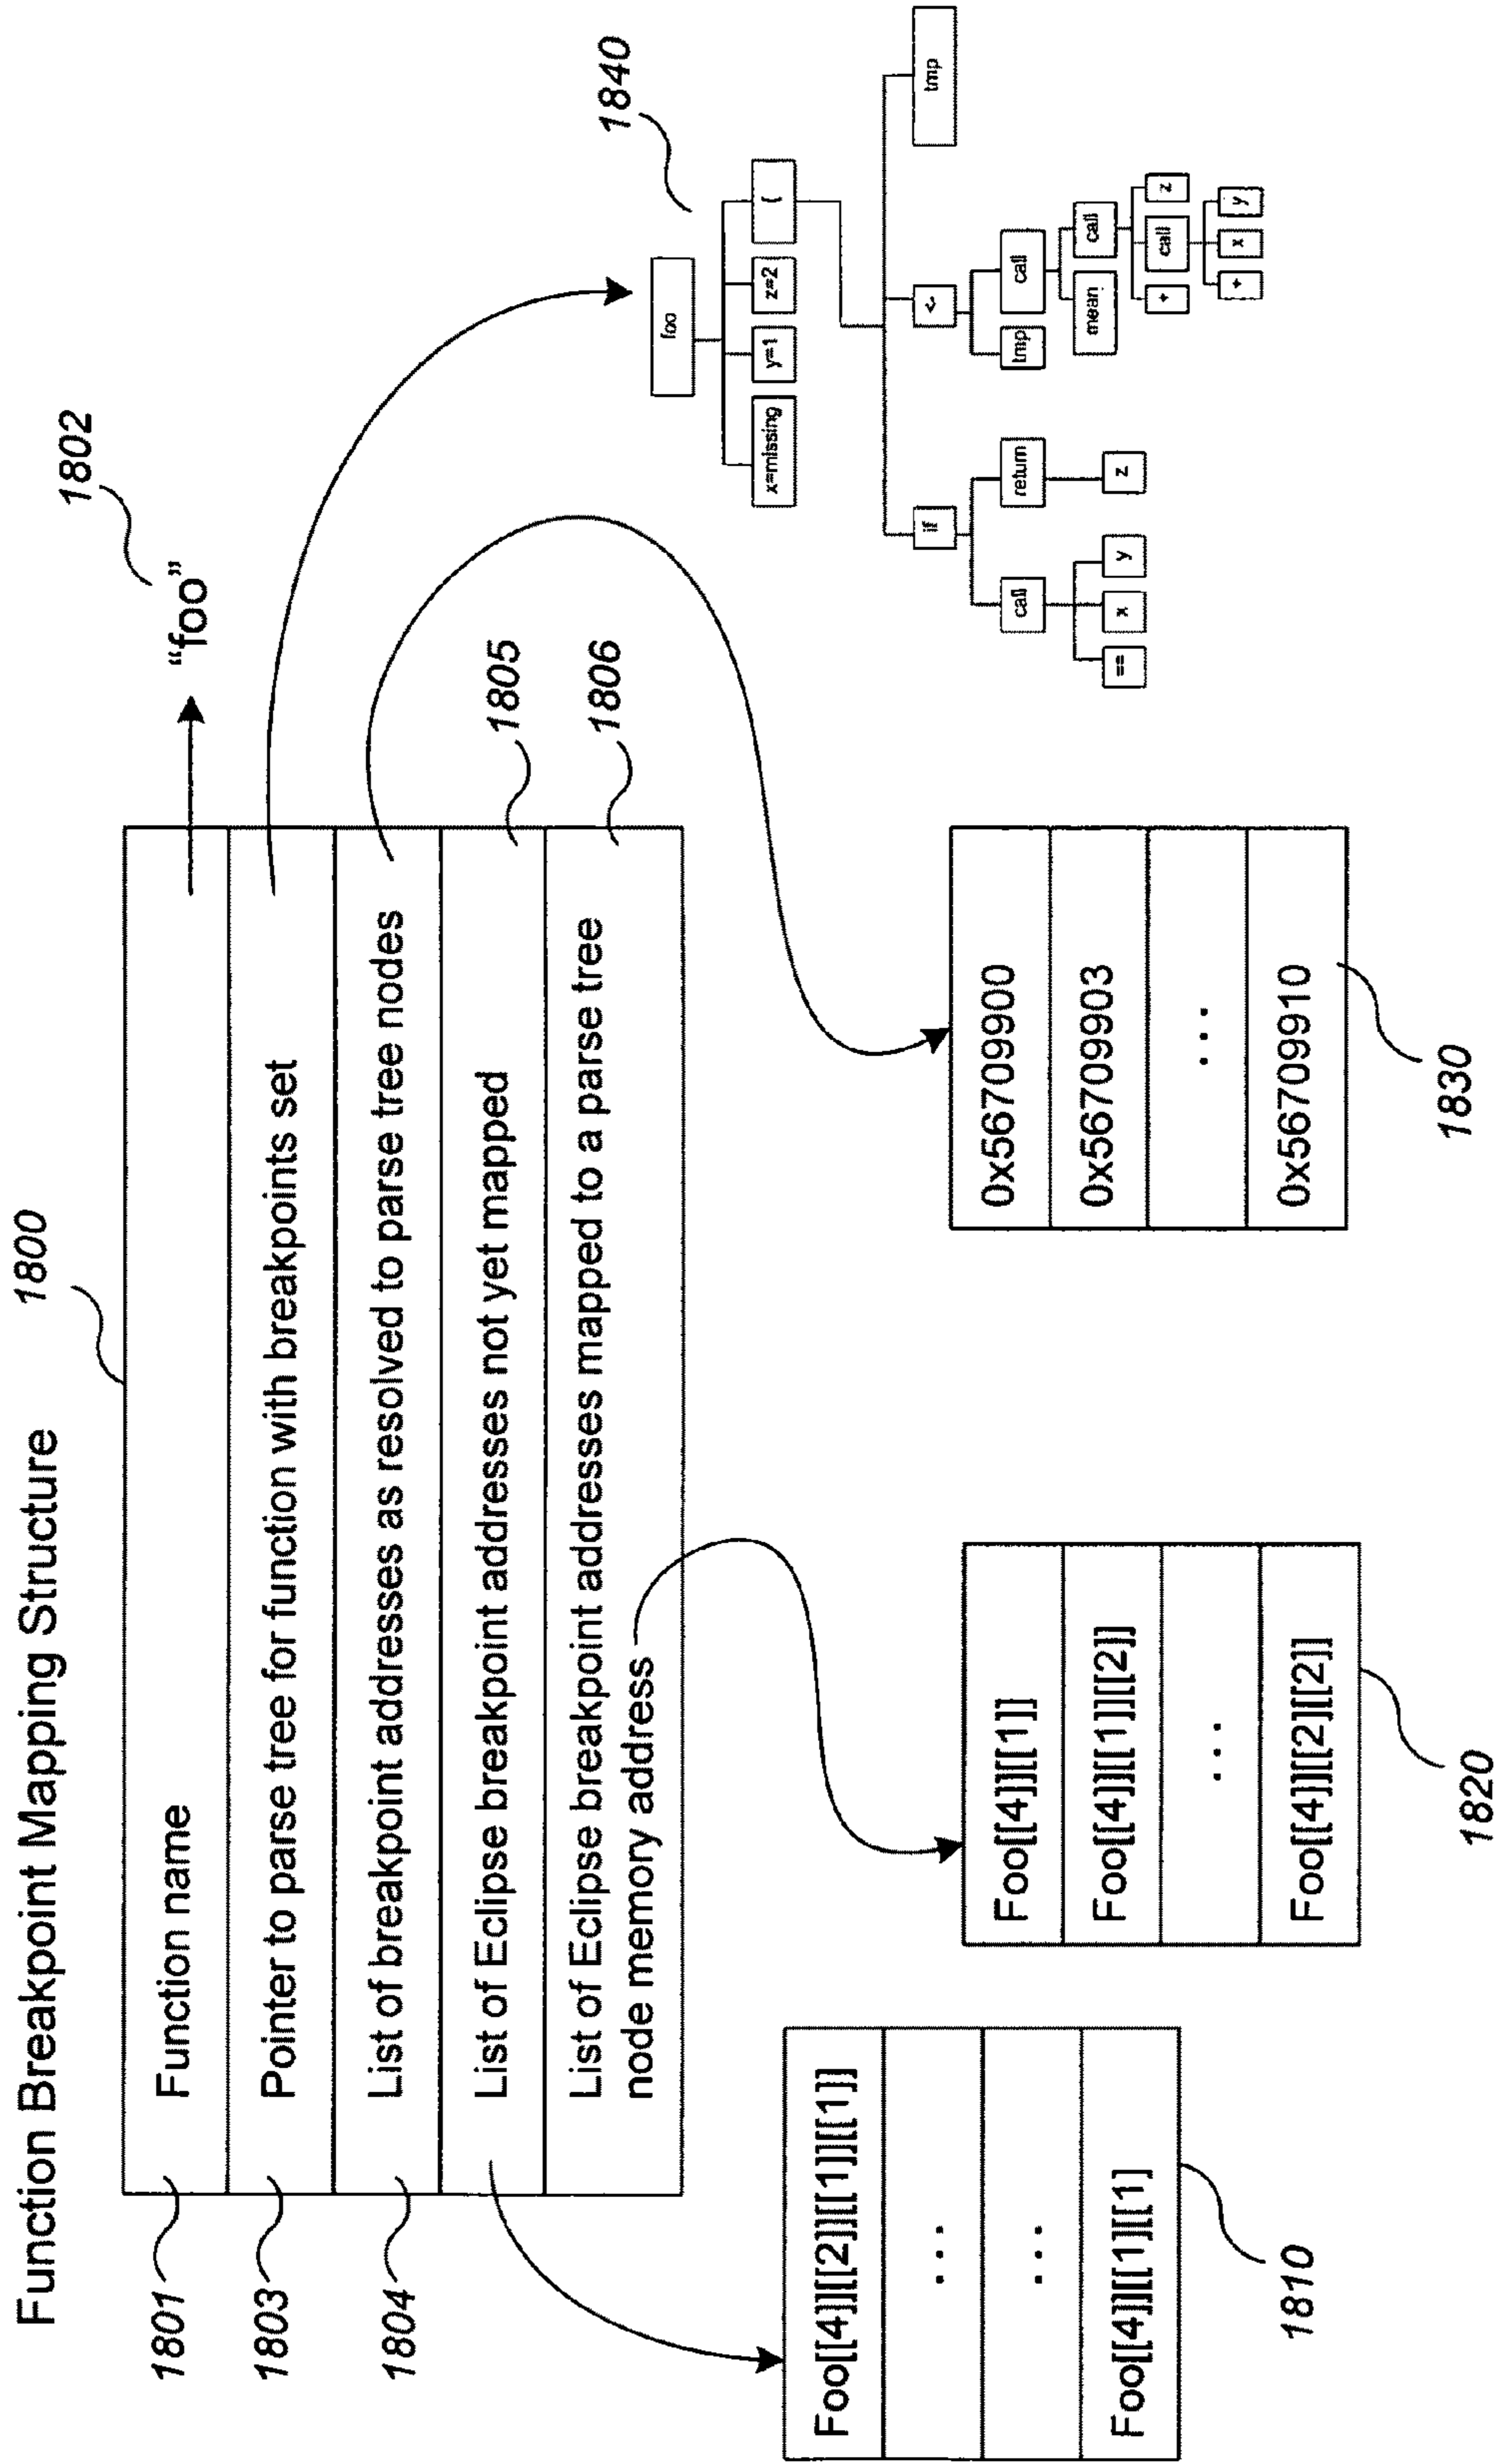 Function Breakpoint Mapping Structure
1800
1801
Function name
1802
"foo"
1803
Pointer to parse tree for function with breakpoints set
1804
List of breakpoint addresses as resolved to parse tree nodes
List of Eclipse breakpoint addresses not yet mapped
1805
List of Eclipse breakpoint addresses mapped to a parse tree
node memory address
1806
Foo[[4]][[2]][[1]][[1]]
...
...
Foo[[4]][[1][[1]
1810
Foo[[4]][[1]]
Foo[[4]][[1]][[2]]
...
Foo[[4]][[2][[2]]
1820
0x56709900
0x56709903
...
0x56709910
1830
1840
foo
x=missing y=1 z=2 (
if <- tmp
call return tmp call
== x y z mean call
+ call z
+ x y